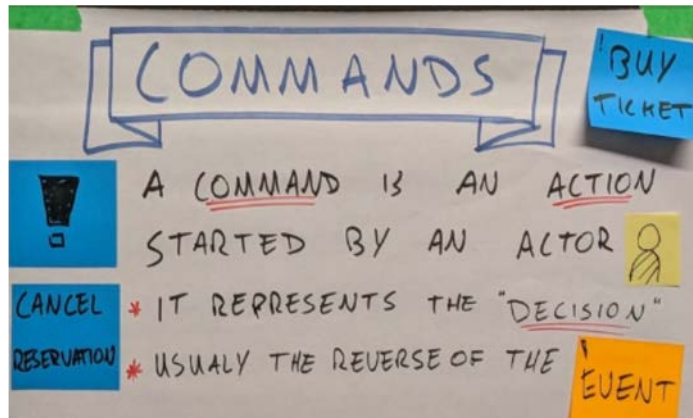 COMMANDS
! BUY
TICKET
!
A COMMAND IS AN ACTION
STARTED BY AN ACTOR
CANCEL
RESERVATION
* IT REPRESENTS THE "DECISION"
* USUALY THE REVERSE OF THE
! EVENT